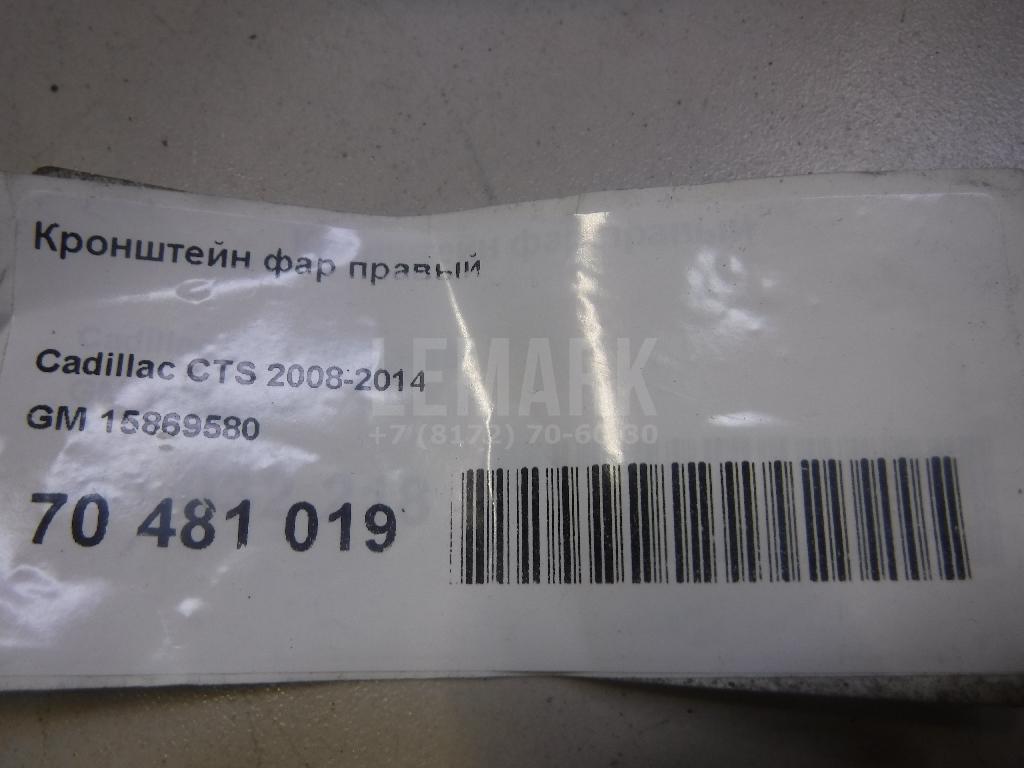 Кронштейн фар правый
Cadillac CTS 2008-2014
LEMARK
GM 15869580
70 481 019